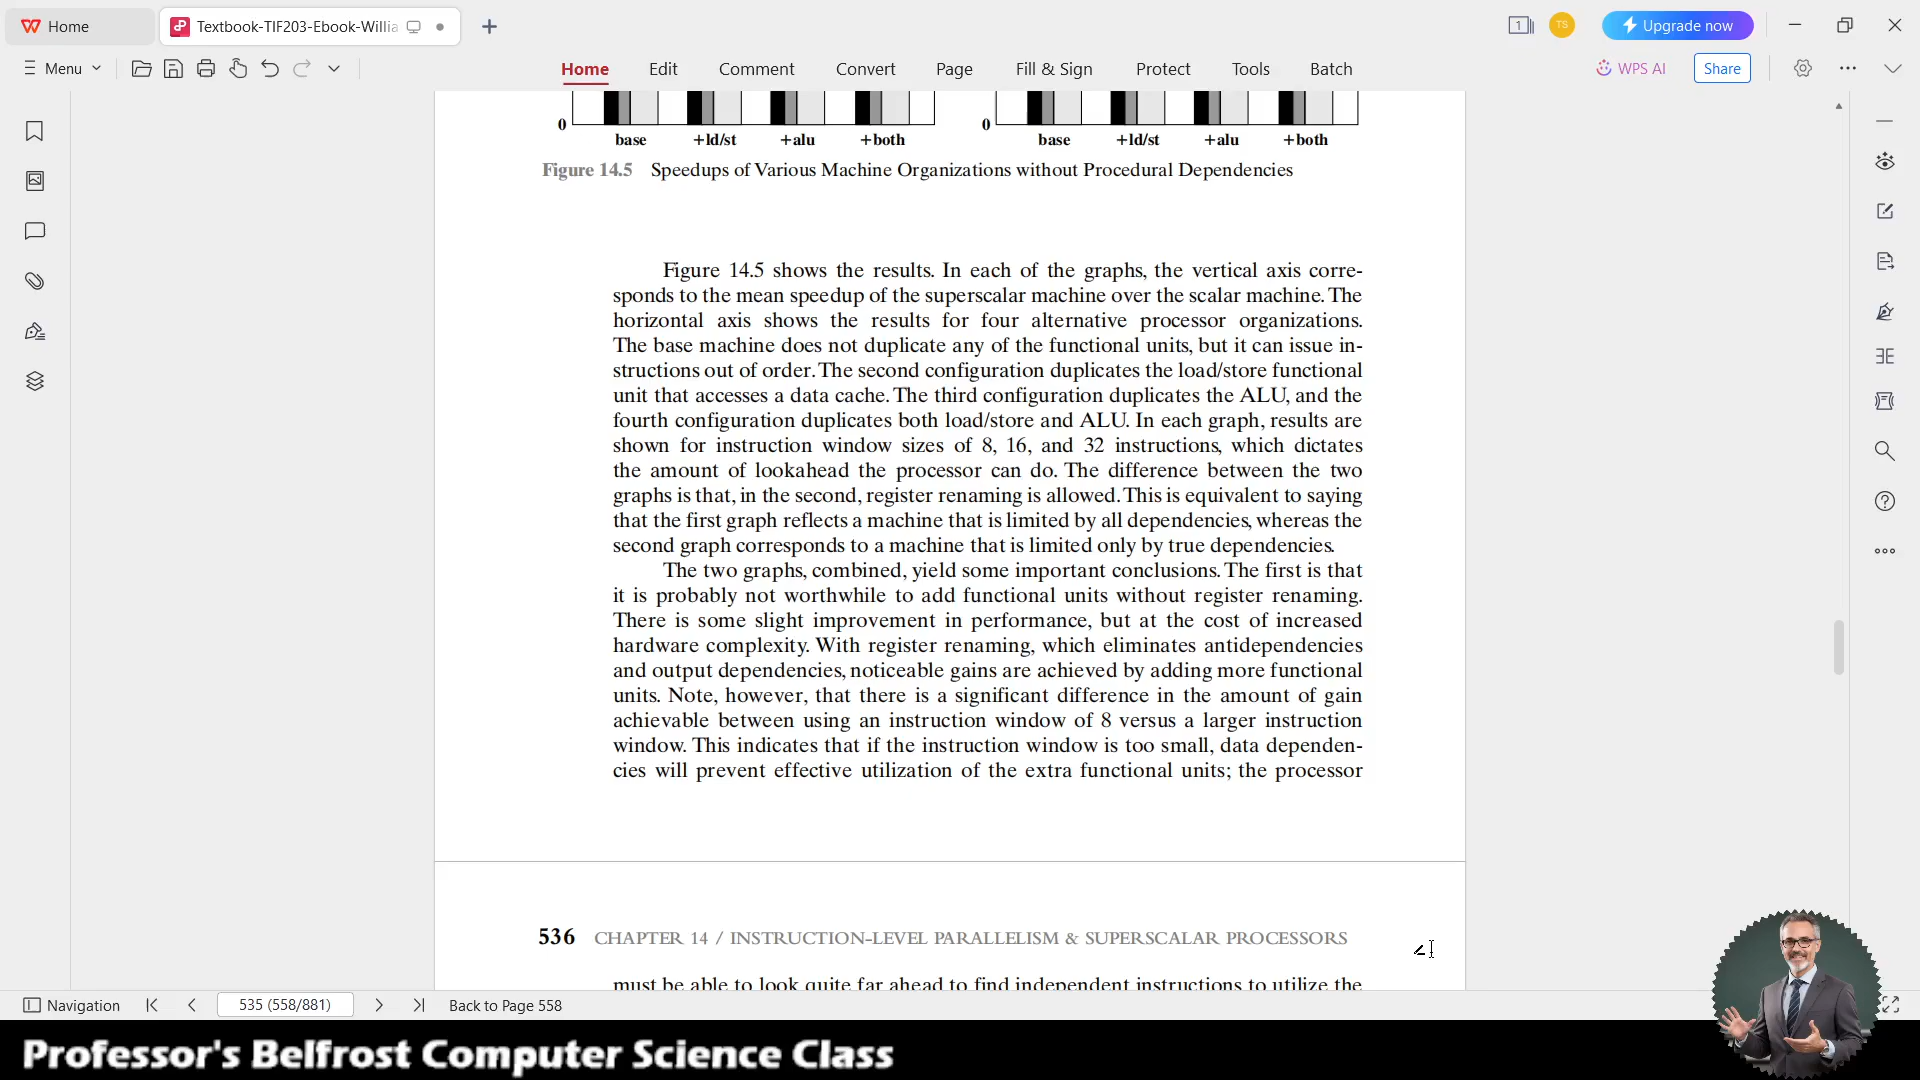 Home
Textbook-TIF203-Ebook-Willia
1
TS
Upgrade now
Menu
Home Edit Comment Convert Page Fill & Sign Protect Tools Batch
WPS AI
Share
0 base +ld/st +alu +both
0 base +ld/st +alu +both
Figure 14.5 Speedups of Various Machine Organizations without Procedural Dependencies
Figure 14.5 shows the results. In each of the graphs, the vertical axis corre-
sponds to the mean speedup of the superscalar machine over the scalar machine. The
horizontal axis shows the results for four alternative processor organizations.
The base machine does not duplicate any of the functional units, but it can issue in-
structions out of order. The second configuration duplicates the load/store functional
unit that accesses a data cache. The third configuration duplicates the ALU, and the
fourth configuration duplicates both load/store and ALU. In each graph, results are
shown for instruction window sizes of 8, 16, and 32 instructions, which dictates
the amount of lookahead the processor can do. The difference between the two
graphs is that, in the second, register renaming is allowed. This is equivalent to saying
that the first graph reflects a machine that is limited by all dependencies, whereas the
second graph corresponds to a machine that is limited only by true dependencies.
The two graphs, combined, yield some important conclusions. The first is that
it is probably not worthwhile to add functional units without register renaming.
There is some slight improvement in performance, but at the cost of increased
hardware complexity. With register renaming, which eliminates antidependencies
and output dependencies, noticeable gains are achieved by adding more functional
units. Note, however, that there is a significant difference in the amount of gain
achievable between using an instruction window of 8 versus a larger instruction
window. This indicates that if the instruction window is too small, data dependen-
cies will prevent effective utilization of the extra functional units; the processor
536 CHAPTER 14 / INSTRUCTION-LEVEL PARALLELISM & SUPERSCALAR PROCESSORS
must be able to look quite far ahead to find independent instructions to utilize the
Navigation
535 (558/881)
Back to Page 558
Professor's Belfrost Computer Science Class